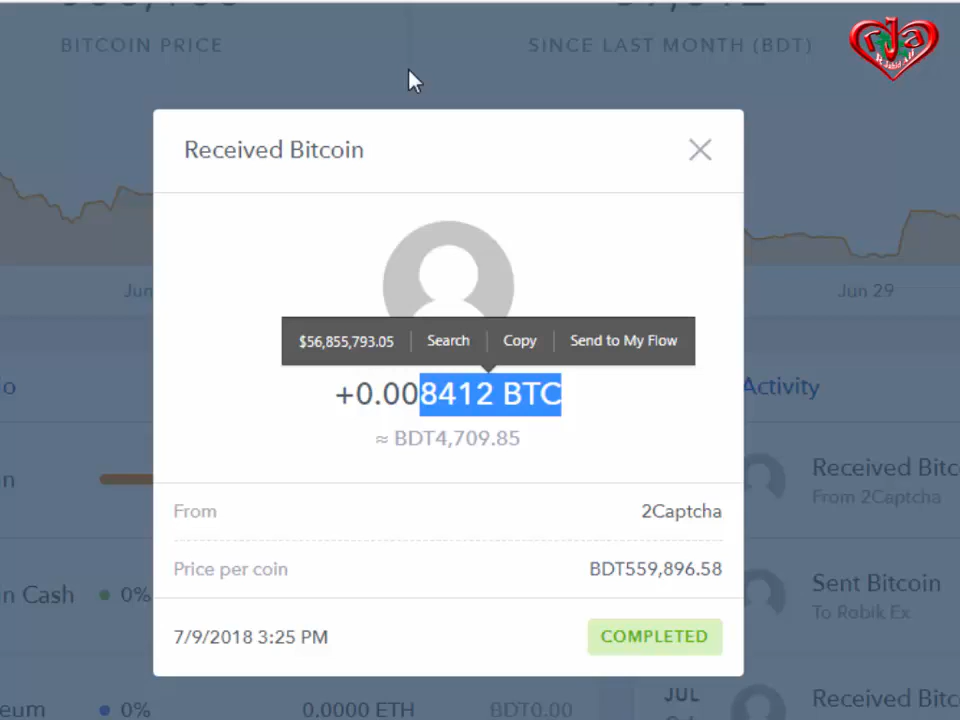 BITCOIN PRICE
SINCE LAST MONTH (BDT)
rja
Received Bitcoin
Jun
Jun 29
$56,855,793.05 Search Copy Send to My Flow
+0.008412 BTC
≈ BDT4,709.85
Activity
Received Bitc
From 2Captcha
From 2Captcha
Price per coin BDT559,896.58
n Cash 0%
Sent Bitcoin
To Robik Ex
7/9/2018 3:25 PM COMPLETED
eum 0% 0.0000 ETH BDT0.00
JUL
Received Bitc